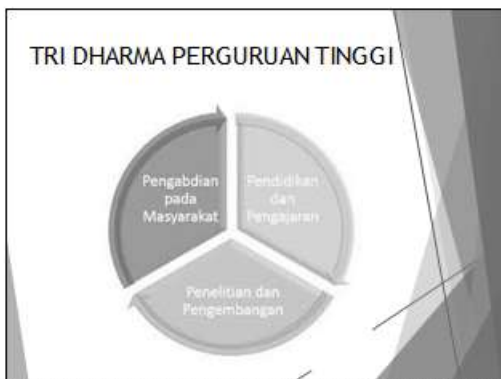 TRI DHARMA PERGURUAN TINGGI
Pengabdian
pada
Masyarakat
Pendidikan
dan
Pengajaran
Penelitian dan
Pengembangan